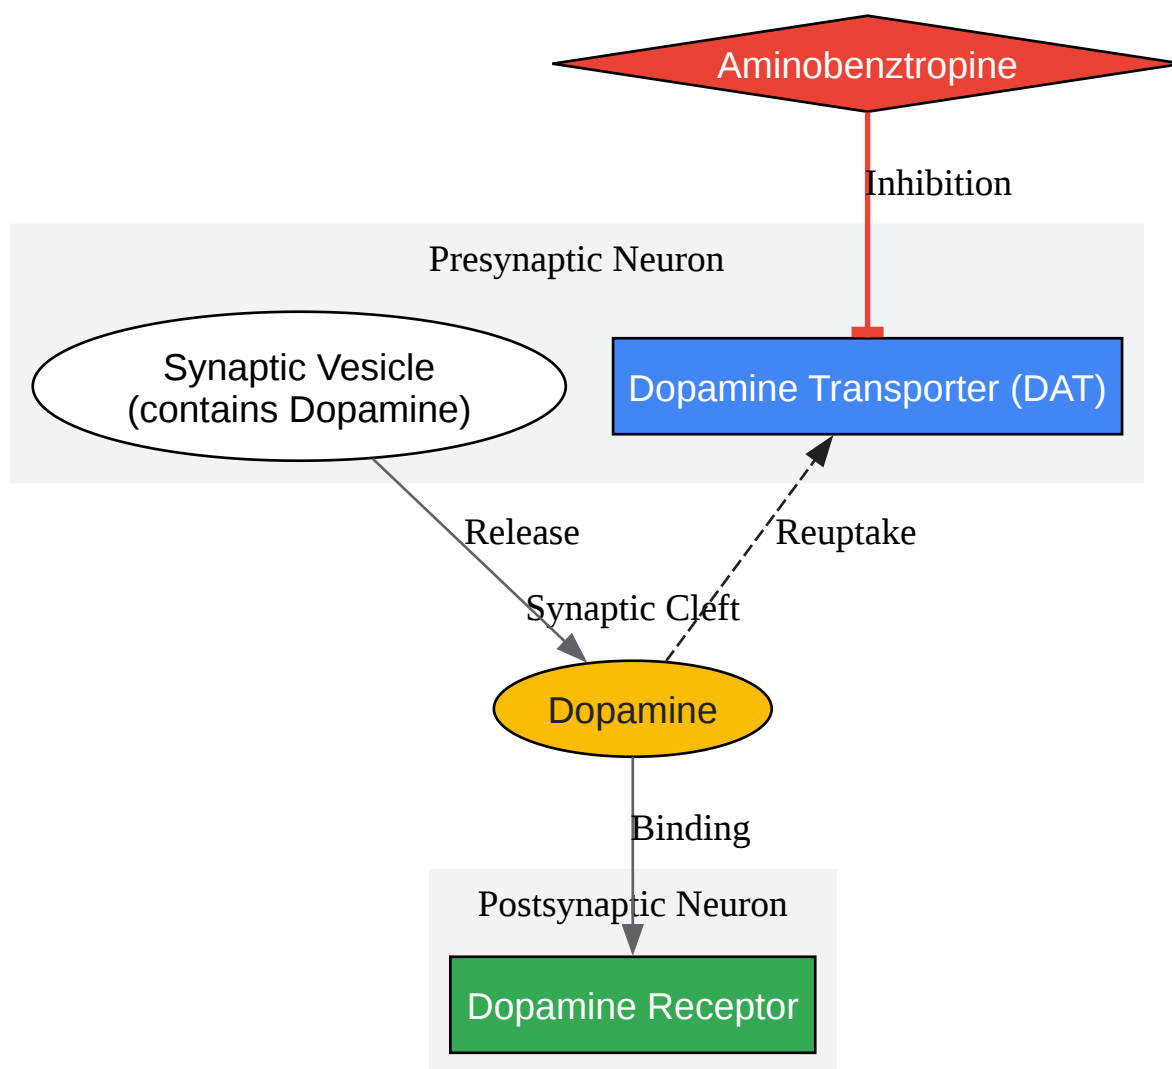 Aminobenztropine
Inhibition
Presynaptic Neuron
Synaptic Vesicle
(contains Dopamine)
Dopamine Transporter (DAT)
Release
Reuptake
Synaptic Cleft
Dopamine
Binding
Postsynaptic Neuron
Dopamine Receptor